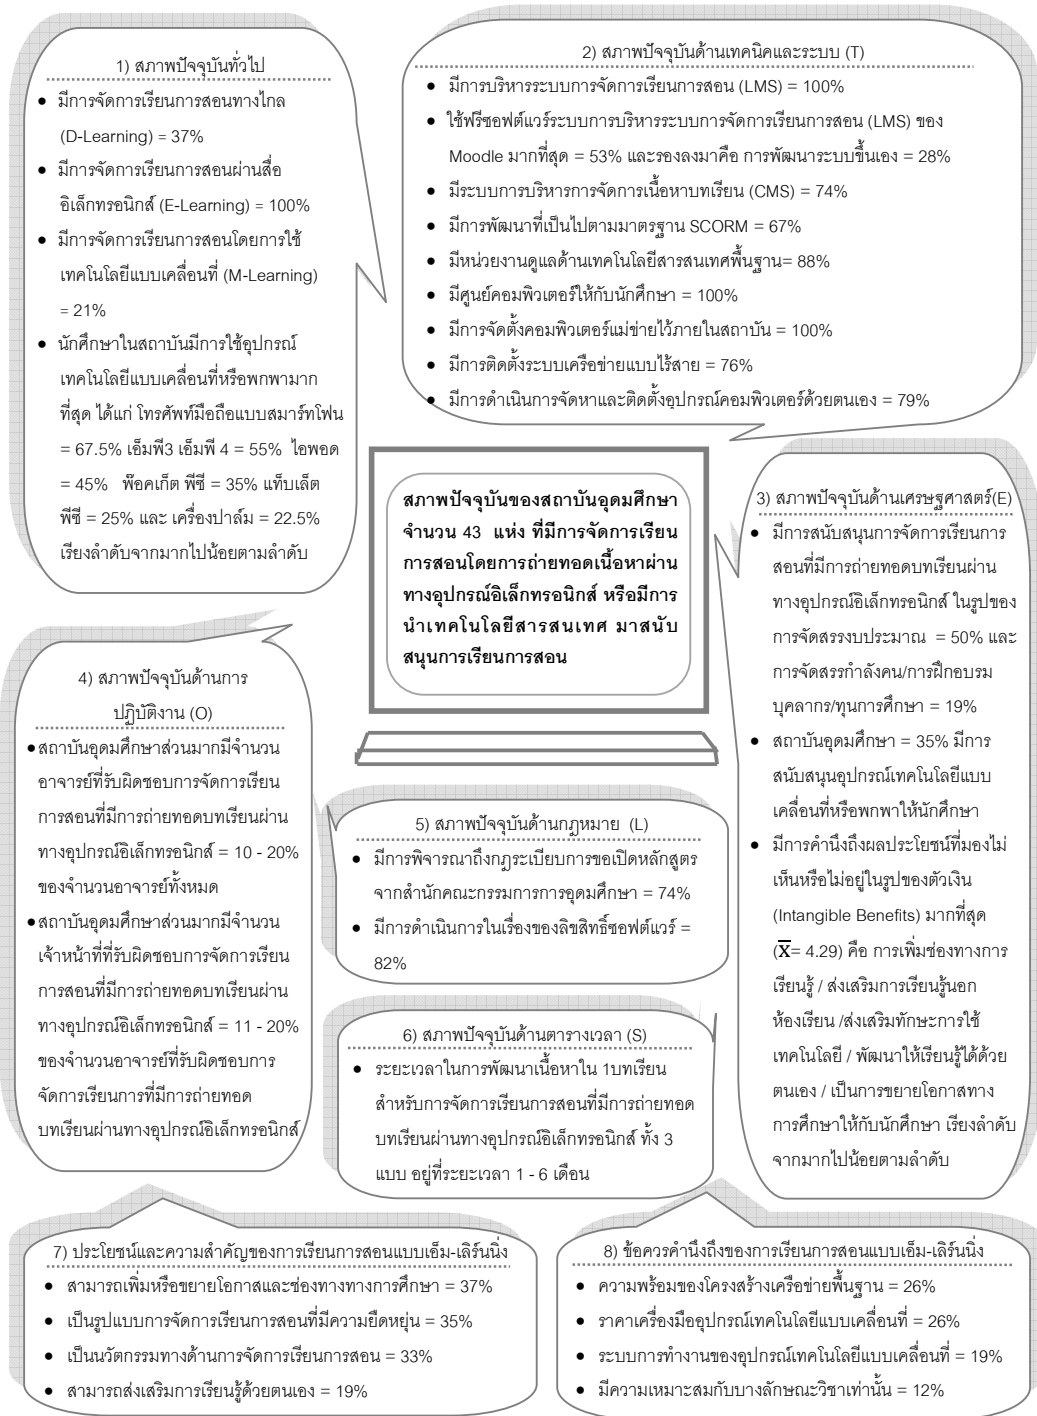 1) สภาพปัจจุบันทั่วไป
● มีการจัดการเรียนการสอนทางไกล
(D-Learning) = 37%
● มีการจัดการเรียนการสอนผ่านสื่อ
อิเล็กทรอนิกส์ (E-Learning) = 100%
● มีการจัดการเรียนการสอนโดยการใช้
เทคโนโลยีแบบเคลื่อนที่ (M-Learning)
= 21%
● นักศึกษาในสถาบันมีการใช้อุปกรณ์
เทคโนโลยีแบบเคลื่อนที่หรือพกพามาก
ที่สุด ได้แก่ โทรศัพท์มือถือแบบสมาร์ทโฟน
= 67.5% เอ็มพี3 เอ็มพี 4 = 55% ไอพอด
= 45% พ๊อคเก็ต พีซี = 35% แท็บเล็ต
พีซี = 25% และ เครื่องปาล์ม = 22.5%
เรียงลำดับจากมากไปน้อยตามลำดับ
2) สภาพปัจจุบันด้านเทคนิคและระบบ (T)
● มีการบริหารระบบการจัดการเรียนการสอน (LMS) = 100%
● ใช้ฟรีซอฟต์แวร์ระบบการบริหารระบบการจัดการเรียนการสอน (LMS) ของ
Moodle มากที่สุด = 53% และรองลงมาคือ การพัฒนาระบบขึ้นเอง = 28%
● มีระบบการบริหารการจัดการเนื้อหาบทเรียน (CMS) = 74%
● มีการพัฒนาที่เป็นไปตามมาตรฐาน SCORM = 67%
● มีหน่วยงานดูแลด้านเทคโนโลยีสารสนเทศพื้นฐาน= 88%
● มีศูนย์คอมพิวเตอร์ให้กับนักศึกษา = 100%
● มีการจัดตั้งคอมพิวเตอร์แม่ข่ายไว้ภายในสถาบัน = 100%
● มีการติดตั้งระบบเครือข่ายแบบไร้สาย = 76%
● มีการดำเนินการจัดหาและติดตั้งอุปกรณ์คอมพิวเตอร์ด้วยตนเอง = 79%
สภาพปัจจุบันของสถาบันอุดมศึกษา
จำนวน 43 แห่ง ที่มีการจัดการเรียน
การสอนโดยการถ่ายทอดเนื้อหาผ่าน
ทางอุปกรณ์อิเล็กทรอนิกส์ หรือมีการ
นำเทคโนโลยีสารสนเทศ มาสนับ
สนุนการเรียนการสอน
3) สภาพปัจจุบันด้านเศรษฐศาสตร์(E)
● มีการสนับสนุนการจัดการเรียนการ
สอนที่มีการถ่ายทอดบทเรียนผ่าน
ทางอุปกรณ์อิเล็กทรอนิกส์ ในรูปของ
การจัดสรรงบประมาณ = 50% และ
การจัดสรรกำลังคน/การฝึกอบรม
บุคลากร/ทุนการศึกษา = 19%
● สถาบันอุดมศึกษา = 35% มีการ
สนับสนุนอุปกรณ์เทคโนโลยีแบบ
เคลื่อนที่หรือพกพาให้นักศึกษา
● มีการคำนึงถึงผลประโยชน์ที่มองไม่
เห็นหรือไม่อยู่ในรูปของตัวเงิน
(Intangible Benefits) มากที่สุด
(x̄= 4.29) คือ การเพิ่มช่องทางการ
เรียนรู้ / ส่งเสริมการเรียนรู้นอก
ห้องเรียน /ส่งเสริมทักษะการใช้
เทคโนโลยี / พัฒนาให้เรียนรู้ได้ด้วย
ตนเอง / เป็นการขยายโอกาสทาง
การศึกษาให้กับนักศึกษา เรียงลำดับ
จากมากไปน้อยตามลำดับ
4) สภาพปัจจุบันด้านการ
ปฏิบัติงาน (O)
● สถาบันอุดมศึกษาส่วนมากมีจำนวน
อาจารย์ที่รับผิดชอบการจัดการเรียน
การสอนที่มีการถ่ายทอดบทเรียนผ่าน
ทางอุปกรณ์อิเล็กทรอนิกส์ = 10 - 20%
ของจำนวนอาจารย์ทั้งหมด
● สถาบันอุดมศึกษาส่วนมากมีจำนวน
เจ้าหน้าที่ที่รับผิดชอบการจัดการเรียน
การสอนที่มีการถ่ายทอดบทเรียนผ่าน
ทางอุปกรณ์อิเล็กทรอนิกส์ = 11 - 20%
ของจำนวนอาจารย์ที่รับผิดชอบการ
จัดการเรียนการที่มีการถ่ายทอด
บทเรียนผ่านทางอุปกรณ์อิเล็กทรอนิกส์
5) สภาพปัจจุบันด้านกฎหมาย (L)
● มีการพิจารณาถึงกฎระเบียบการขอเปิดหลักสูตร
จากสำนักคณะกรรมการการอุดมศึกษา = 74%
● มีการดำเนินการในเรื่องของลิขสิทธิ์ซอฟต์แวร์ =
82%
6) สภาพปัจจุบันด้านตารางเวลา (S)
● ระยะเวลาในการพัฒนาเนื้อหาใน 1บทเรียน
สำหรับการจัดการเรียนการสอนที่มีการถ่ายทอด
บทเรียนผ่านทางอุปกรณ์อิเล็กทรอนิกส์ ทั้ง 3
แบบ อยู่ที่ระยะเวลา 1 - 6 เดือน
7) ประโยชน์และความสำคัญของการเรียนการสอนแบบเอ็ม-เลิร์นนิ่ง
● สามารถเพิ่มหรือขยายโอกาสและช่องทางทางการศึกษา = 37%
● เป็นรูปแบบการจัดการเรียนการสอนที่มีความยืดหยุ่น = 35%
● เป็นนวัตกรรมทางด้านการจัดการเรียนการสอน = 33%
● สามารถส่งเสริมการเรียนรู้ด้วยตนเอง = 19%
8) ข้อควรคำนึงถึงของการเรียนการสอนแบบเอ็ม-เลิร์นนิ่ง
● ความพร้อมของโครงสร้างเครือข่ายพื้นฐาน = 26%
● ราคาเครื่องมืออุปกรณ์เทคโนโลยีแบบเคลื่อนที่ = 26%
● ระบบการทำงานของอุปกรณ์เทคโนโลยีแบบเคลื่อนที่ = 19%
● มีความเหมาะสมกับบางลักษณะวิชาเท่านั้น = 12%